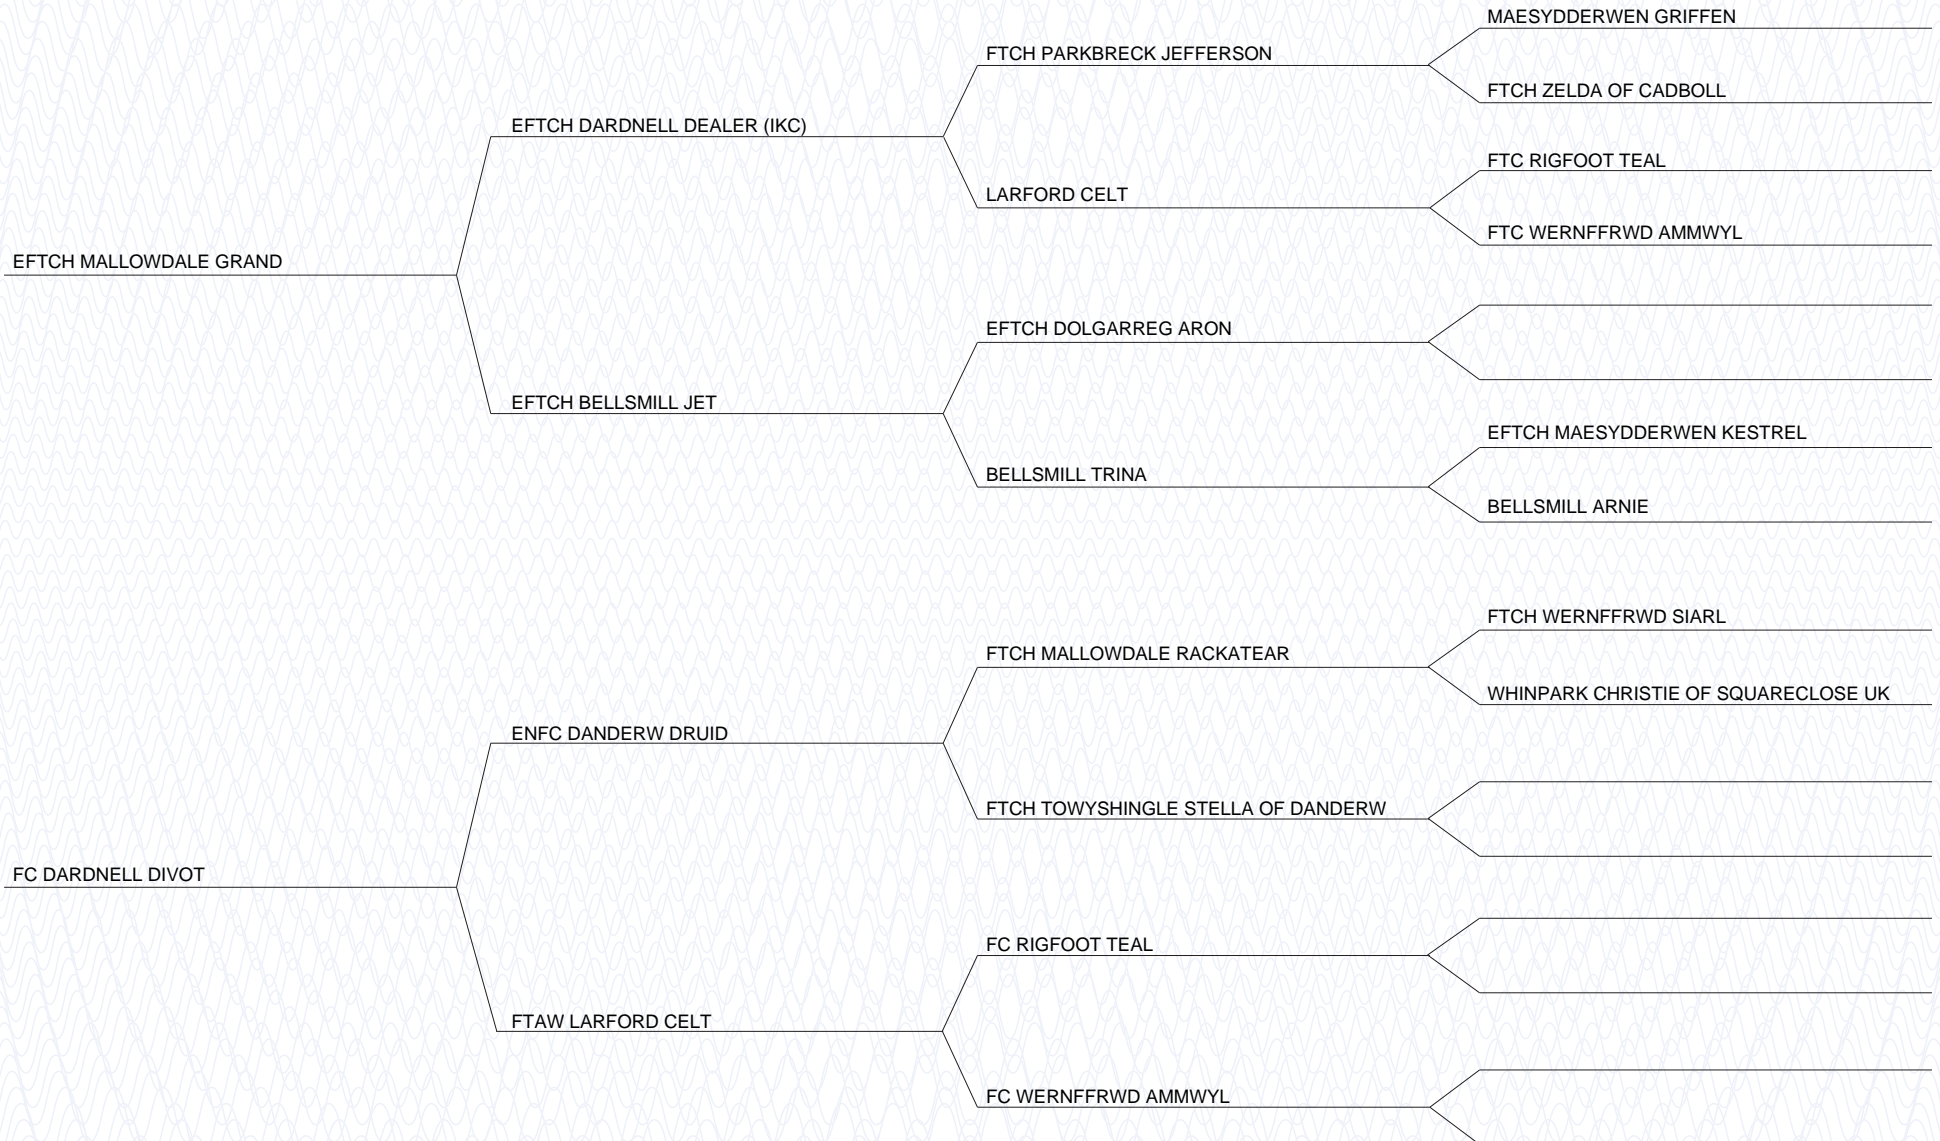 MAESYDDERWEN GRIFFEN
FTCH PARKBRECK JEFFERSON
FTCH ZELDA OF CADBOLL
EFTCH DARDNELL DEALER (IKC)
FTC RIGFOOT TEAL
LARFORD CELT
FTC WERNFFRWD AMMWYL
EFTCH MALLOWDALE GRAND
EFTCH DOLGARREG ARON
EFTCH BELLSMILL JET
EFTCH MAESYDDERWEN KESTREL
BELLSMILL TRINA
BELLSMILL ARNIE
FTCH WERNFFRWD SIARL
FTCH MALLOWDALE RACKATEAR
WHINPARK CHRISTIE OF SQUARECLOSE UK
ENFC DANDERW DRUID
FTCH TOWYSHINGLE STELLA OF DANDERW
FC DARDNELL DIVOT
FC RIGFOOT TEAL
FTAW LARFORD CELT
FC WERNFFRWD AMMWYL